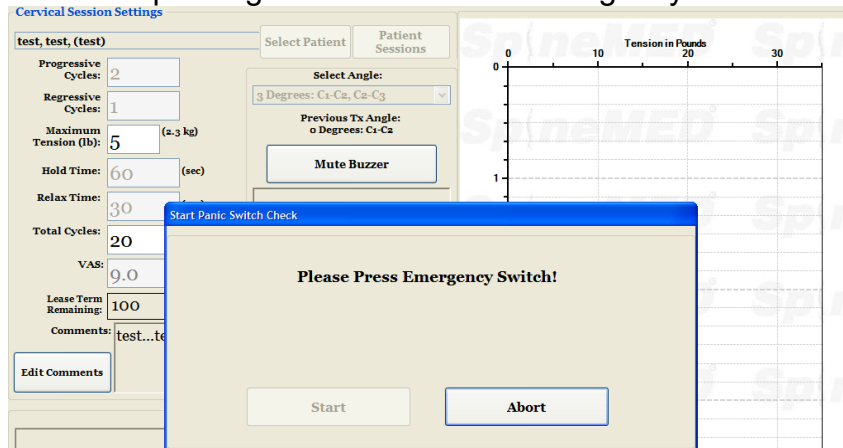 Cervical Session Settings
test, test, (test)
Select Patient
Patient
Sessions
Progressive
Cycles:
2
Regressive
Cycles:
1
Maximum
Tension (lb):
5
(2.3 kg)
Hold Time:
60
(sec)
Relax Time:
30
Total Cycles:
20
VAS:
9.0
Lease Term
Remaining:
100
Comments:
test...te
Edit Comments
Select Angle:
3 Degrees: C1-C2, C2-C3
Previous Tx Angle:
0 Degrees: C1-C2
Mute Buzzer
Start Panic Switch Check
Please Press Emergency Switch!
Start
Abort
Tension in Pounds
0
10
20
30
0
1
SpineMED